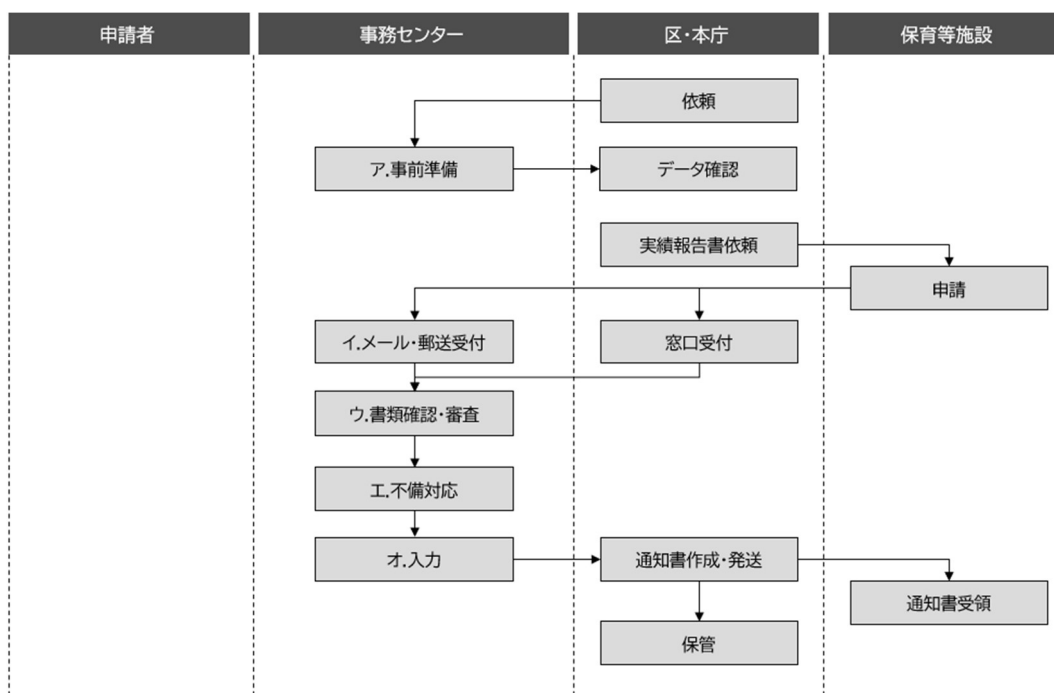 申請者
事務センター
区・本庁
保育等施設
依頼
ア.事前準備
データ確認
実績報告書依頼
申請
イ.メール・郵送受付
窓口受付
ウ.書類確認・審査
エ.不備対応
オ.入力
通知書作成・発送
通知書受領
保管